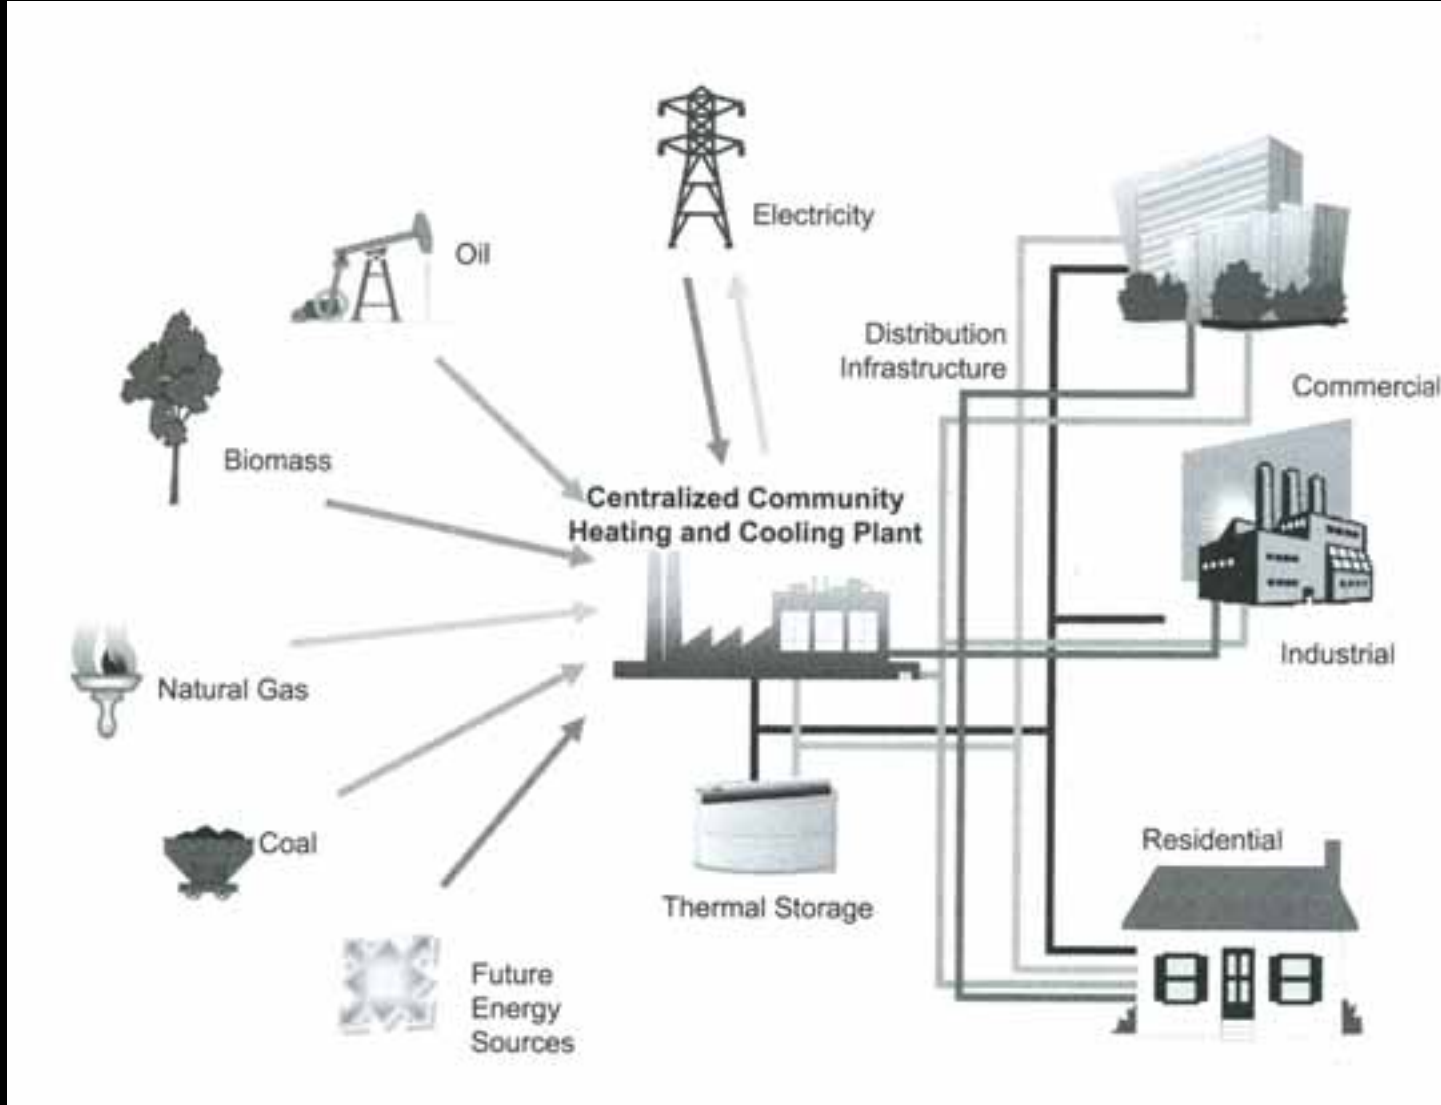 Electricity
Oil
Distribution
Infrastructure
Commercial
Biomass
Centralized Community
Heating and Cooling Plant
Industrial
Natural Gas
Coal
Residential
Thermal Storage
Future
Energy
Sources